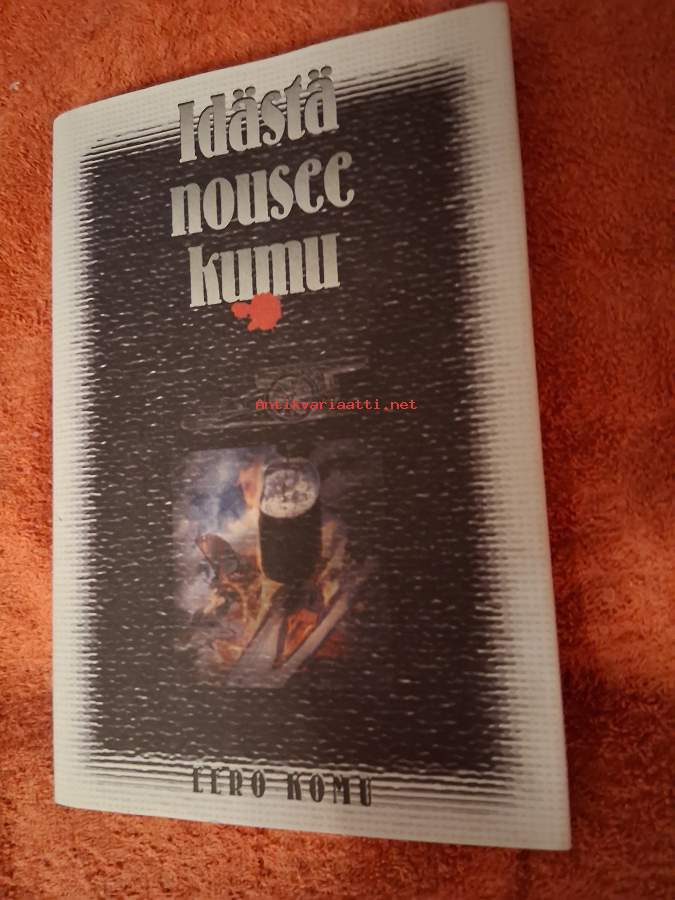 Idästä
nousee
kumu
Antikvariaatti.net
EERO KOMU